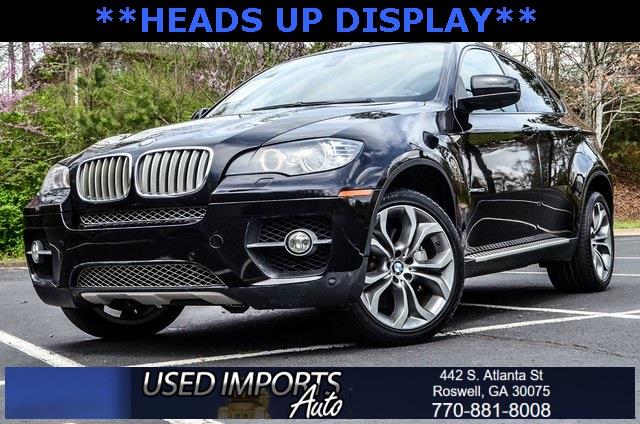 **HEADS UP DISPLAY**
USED IMPORTS
Auto
442 S. Atlanta St
Roswell, GA 30075
770-881-8008